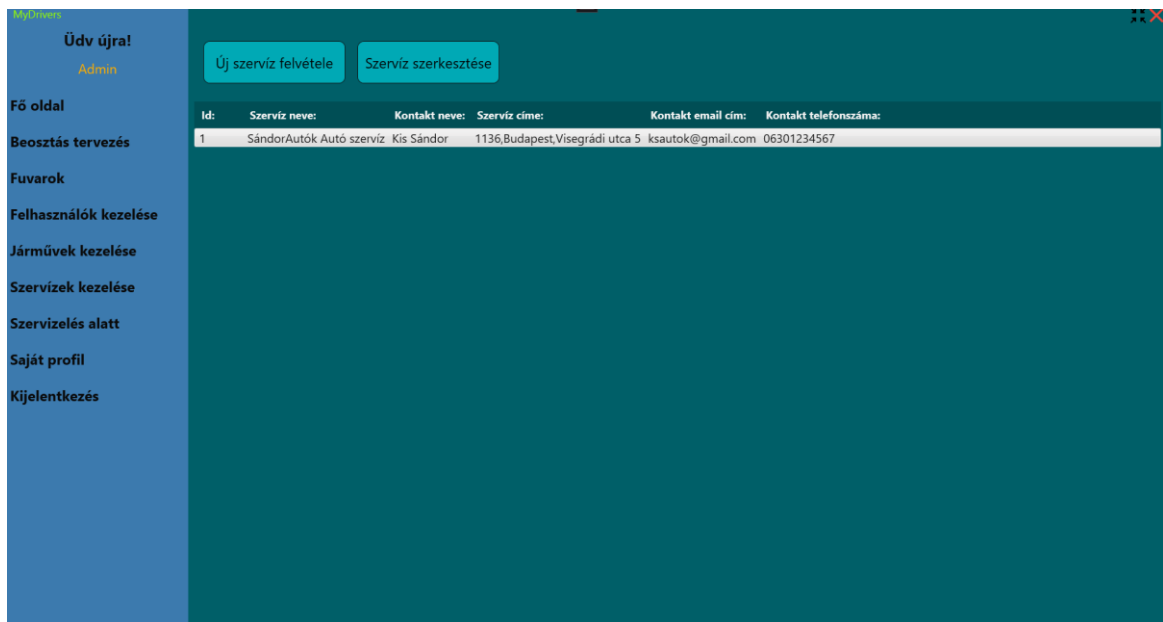 MyDrivers
Üdv újra!
Admin
Fő oldal
Beosztás tervezés
Fuvarok
Felhasználók kezelése
Járművek kezelése
Szervízek kezelése
Szervizelés alatt
Saját profil
Kijelentkezés
Új szervíz felvétele Szervíz szerkesztése
Id: Szervíz neve: Kontakt neve: Szervíz címe: Kontakt email cím: Kontakt telefonszáma:
1 SándorAutók Autó szervíz Kis Sándor 1136,Budapest,Visegrádi utca 5 ksautok@gmail.com 06301234567